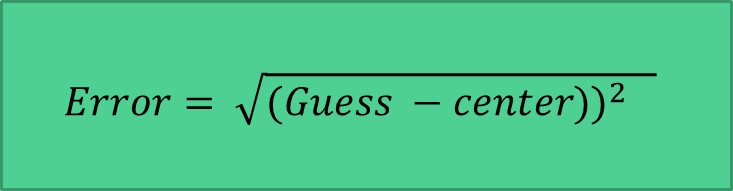 Error = √(Guess − center))²